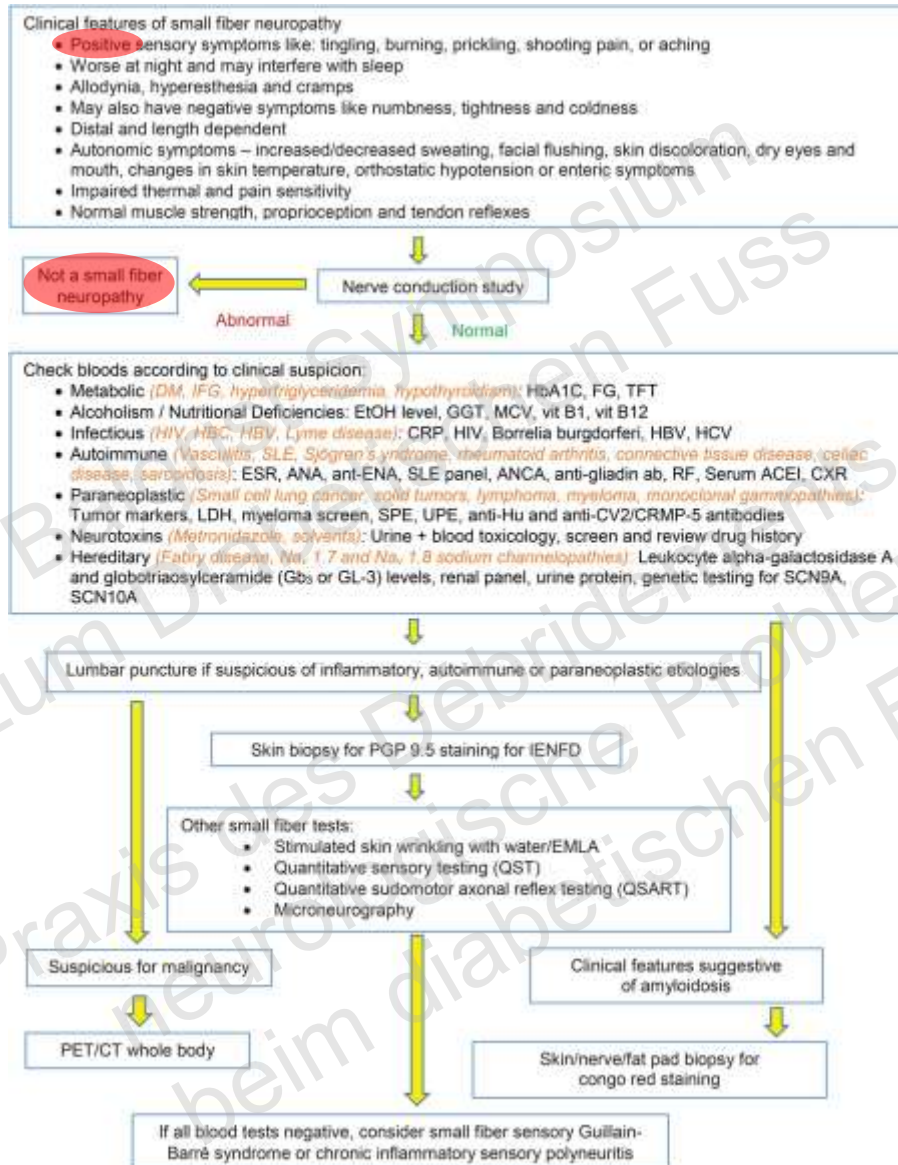 Clinical features of small fiber neuropathy
• Positive sensory symptoms like: tingling, burning, prickling, shooting pain, or aching
• Worse at night and may interfere with sleep
• Allodynia, hyperesthesia and cramps
• May also have negative symptoms like numbness, tightness and coldness
• Distal and length dependent
• Autonomic symptoms – increased/decreased sweating, facial flushing, skin discoloration, dry eyes and
mouth, changes in skin temperature, orthostatic hypotension or enteric symptoms
• Impaired thermal and pain sensitivity
• Normal muscle strength, proprioception and tendon reflexes
Not a small fiber
neuropathy
Nerve conduction study
Abnormal
Normal
Check bloods according to clinical suspicion:
• Metabolic (DM, IFG, hypertriglyceridemia, hypothyroidism): HbA1C, FG, TFT
• Alcoholism / Nutritional Deficiencies: EtOH level, GGT, MCV, vit B1, vit B12
• Infectious (HIV, HBC, HBV, Lyme disease): CRP, HIV, Borrelia burgdorferi, HBV, HCV
• Autoimmune (Vasculitis, SLE, Sjögren's syndrome, rheumatoid arthritis, connective tissue disease, celiac
disease, sarcoidosis): ESR, ANA, ant-ENA, SLE panel, ANCA, anti-gliadin ab, RF, Serum ACEI, CXR
• Paraneoplastic (Small cell lung cancer, solid tumors, lymphoma, myeloma, monoclonal gammopathies):
Tumor markers, LDH, myeloma screen, SPE, UPE, anti-Hu and anti-CV2/CRMP-5 antibodies
• Neurotoxins (Metronidazole, solvents): Urine + blood toxicology, screen and review drug history
• Hereditary (Fabry disease, Naᵥ 1.7 and Naᵥ 1.8 sodium channelopathies): Leukocyte alpha-galactosidase A
and globotriaosylceramide (Gb₃ or GL-3) levels, renal panel, urine protein, genetic testing for SCN9A,
SCN10A
Lumbar puncture if suspicious of inflammatory, autoimmune or paraneoplastic etiologies
Skin biopsy for PGP 9.5 staining for IENFD
Other small fiber tests:
• Stimulated skin wrinkling with water/EMLA
• Quantitative sensory testing (QST)
• Quantitative sudomotor axonal reflex testing (QSART)
• Microneurography
Suspicious for malignancy
Clinical features suggestive
of amyloidosis
PET/CT whole body
Skin/nerve/fat pad biopsy for
congo red staining
If all blood tests negative, consider small fiber sensory Guillain-
Barré syndrome or chronic inflammatory sensory polyneuritis
Symposium
zum Diabetischen Fuss
Praxis des Debridements
neurologische Probleme
beim diabetischen